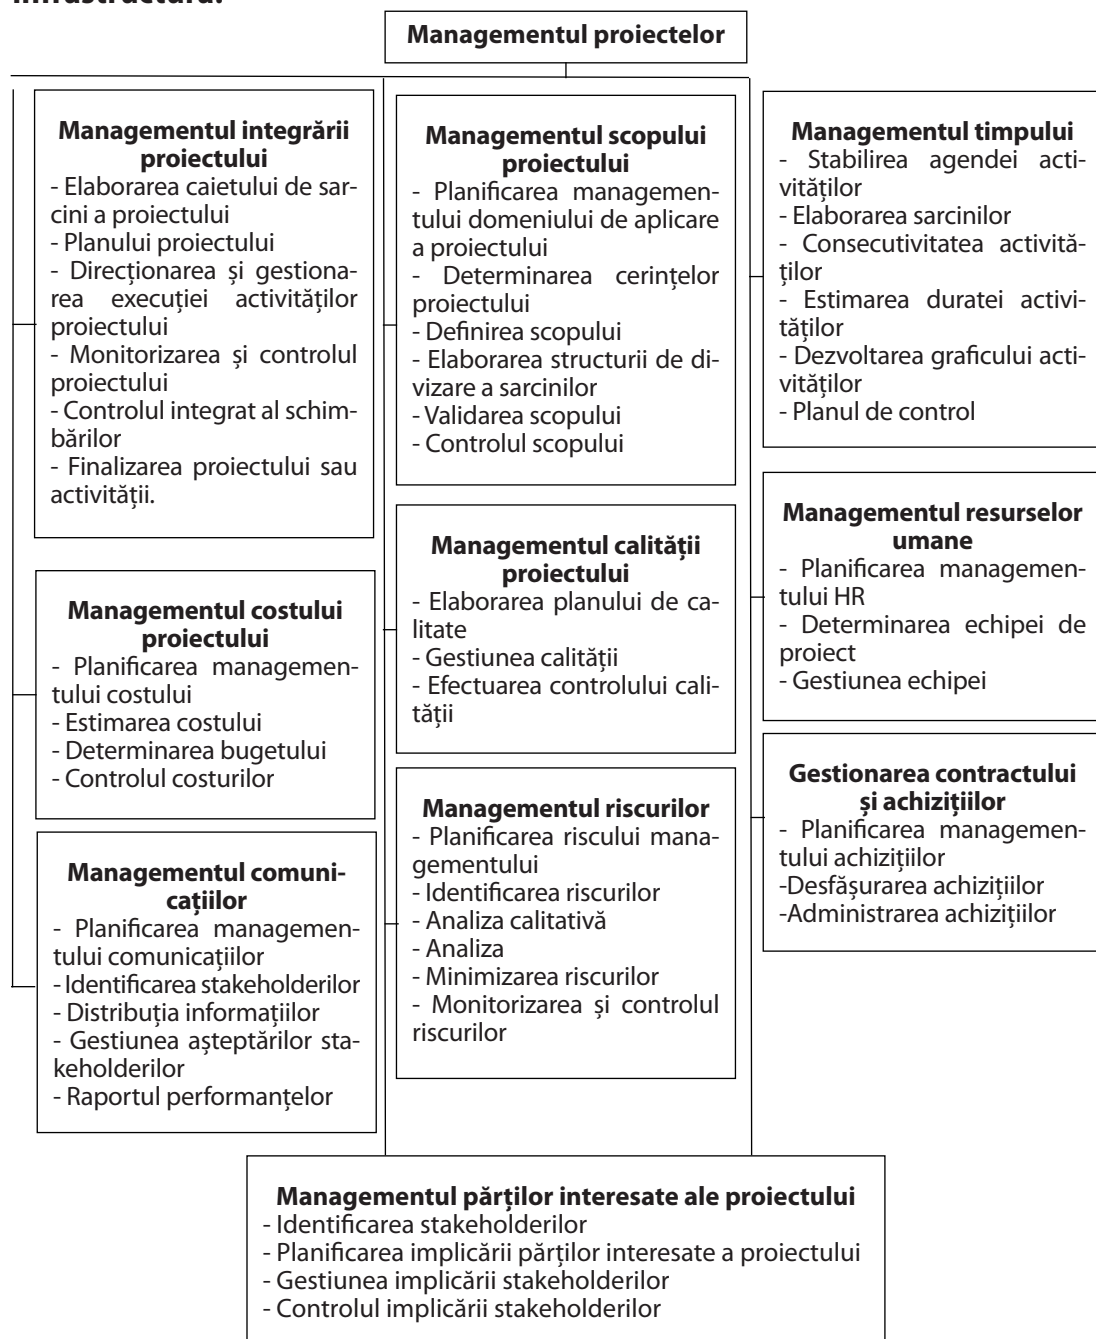 infrastructură.
Managementul proiectelor
Managementul integrării
proiectului
- Elaborarea caietului de sar-
cini a proiectului
- Planului proiectului
- Direcționarea și gestiona-
rea execuției activităților
proiectului
- Monitorizarea și controlul
proiectului
- Controlul integrat al schim-
bărilor
- Finalizarea proiectului sau
activității.
Managementul costului
proiectului
- Planificarea managemen-
tului costului
- Estimarea costului
- Determinarea bugetului
- Controlul costurilor
Managementul comuni-
cațiilor
- Planificarea managemen-
tului comunicațiilor
- Identificarea stakeholderilor
- Distribuția informațiilor
- Gestiunea așteptărilor sta-
keholderilor
- Raportul performanțelor
Managementul scopului
proiectului
- Planificarea managemen-
tului domeniului de aplicare
a proiectului
- Determinarea cerințelor
proiectului
- Definirea scopului
- Elaborarea structurii de di-
vizare a sarcinilor
- Validarea scopului
- Controlul scopului
Managementul calității
proiectului
- Elaborarea planului de ca-
litate
- Gestiunea calității
- Efectuarea controlului cali-
tății
Managementul riscurilor
- Planificarea riscului mana-
gementului
- Identificarea riscurilor
- Analiza calitativă
- Analiza
- Minimizarea riscurilor
- Monitorizarea și controlul
riscurilor
Managementul timpului
- Stabilirea agendei acti-
vităților
- Elaborarea sarcinilor
- Consecutivitatea activită-
ților
- Estimarea duratei activi-
tăților
- Dezvoltarea graficului acti-
vităților
- Planul de control
Managementul resurselor
umane
- Planificarea managemen-
tului HR
- Determinarea echipei de
proiect
- Gestiunea echipei
Gestionarea contractului
și achizițiilor
- Planificarea managemen-
tului achizițiilor
-Desfășurarea achizițiilor
-Administrarea achizițiilor
Managementul părților interesate ale proiectului
- Identificarea stakeholderilor
- Planificarea implicării părților interesate a proiectului
- Gestiunea implicării stakeholderilor
- Controlul implicării stakeholderilor